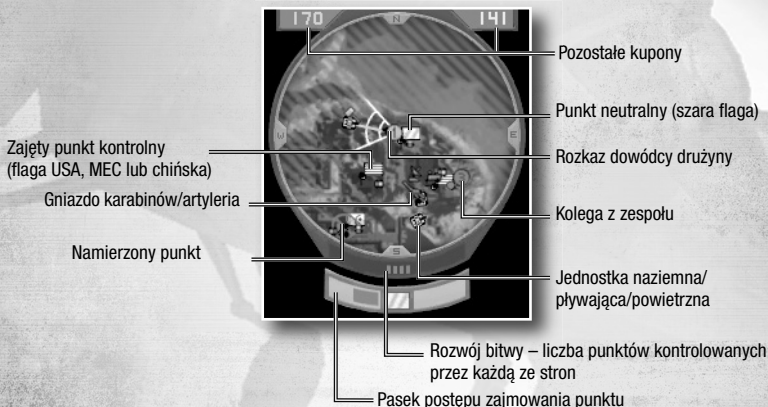 170
141
N
Pozostałe kupony
Punkt neutralny (szara flaga)
Zajęty punkt kontrolny
(flaga USA, MEC lub chińska)
Rozkaz dowódcy drużyny
W
E
Gniazdo karabinów/artyleria
Kolega z zespołu
Namierzony punkt
S
Jednostka naziemna/
pływająca/powietrzna
Rozwój bitwy – liczba punktów kontrolowanych
przez każdą ze stron
Pasek postępu zajmowania punktu